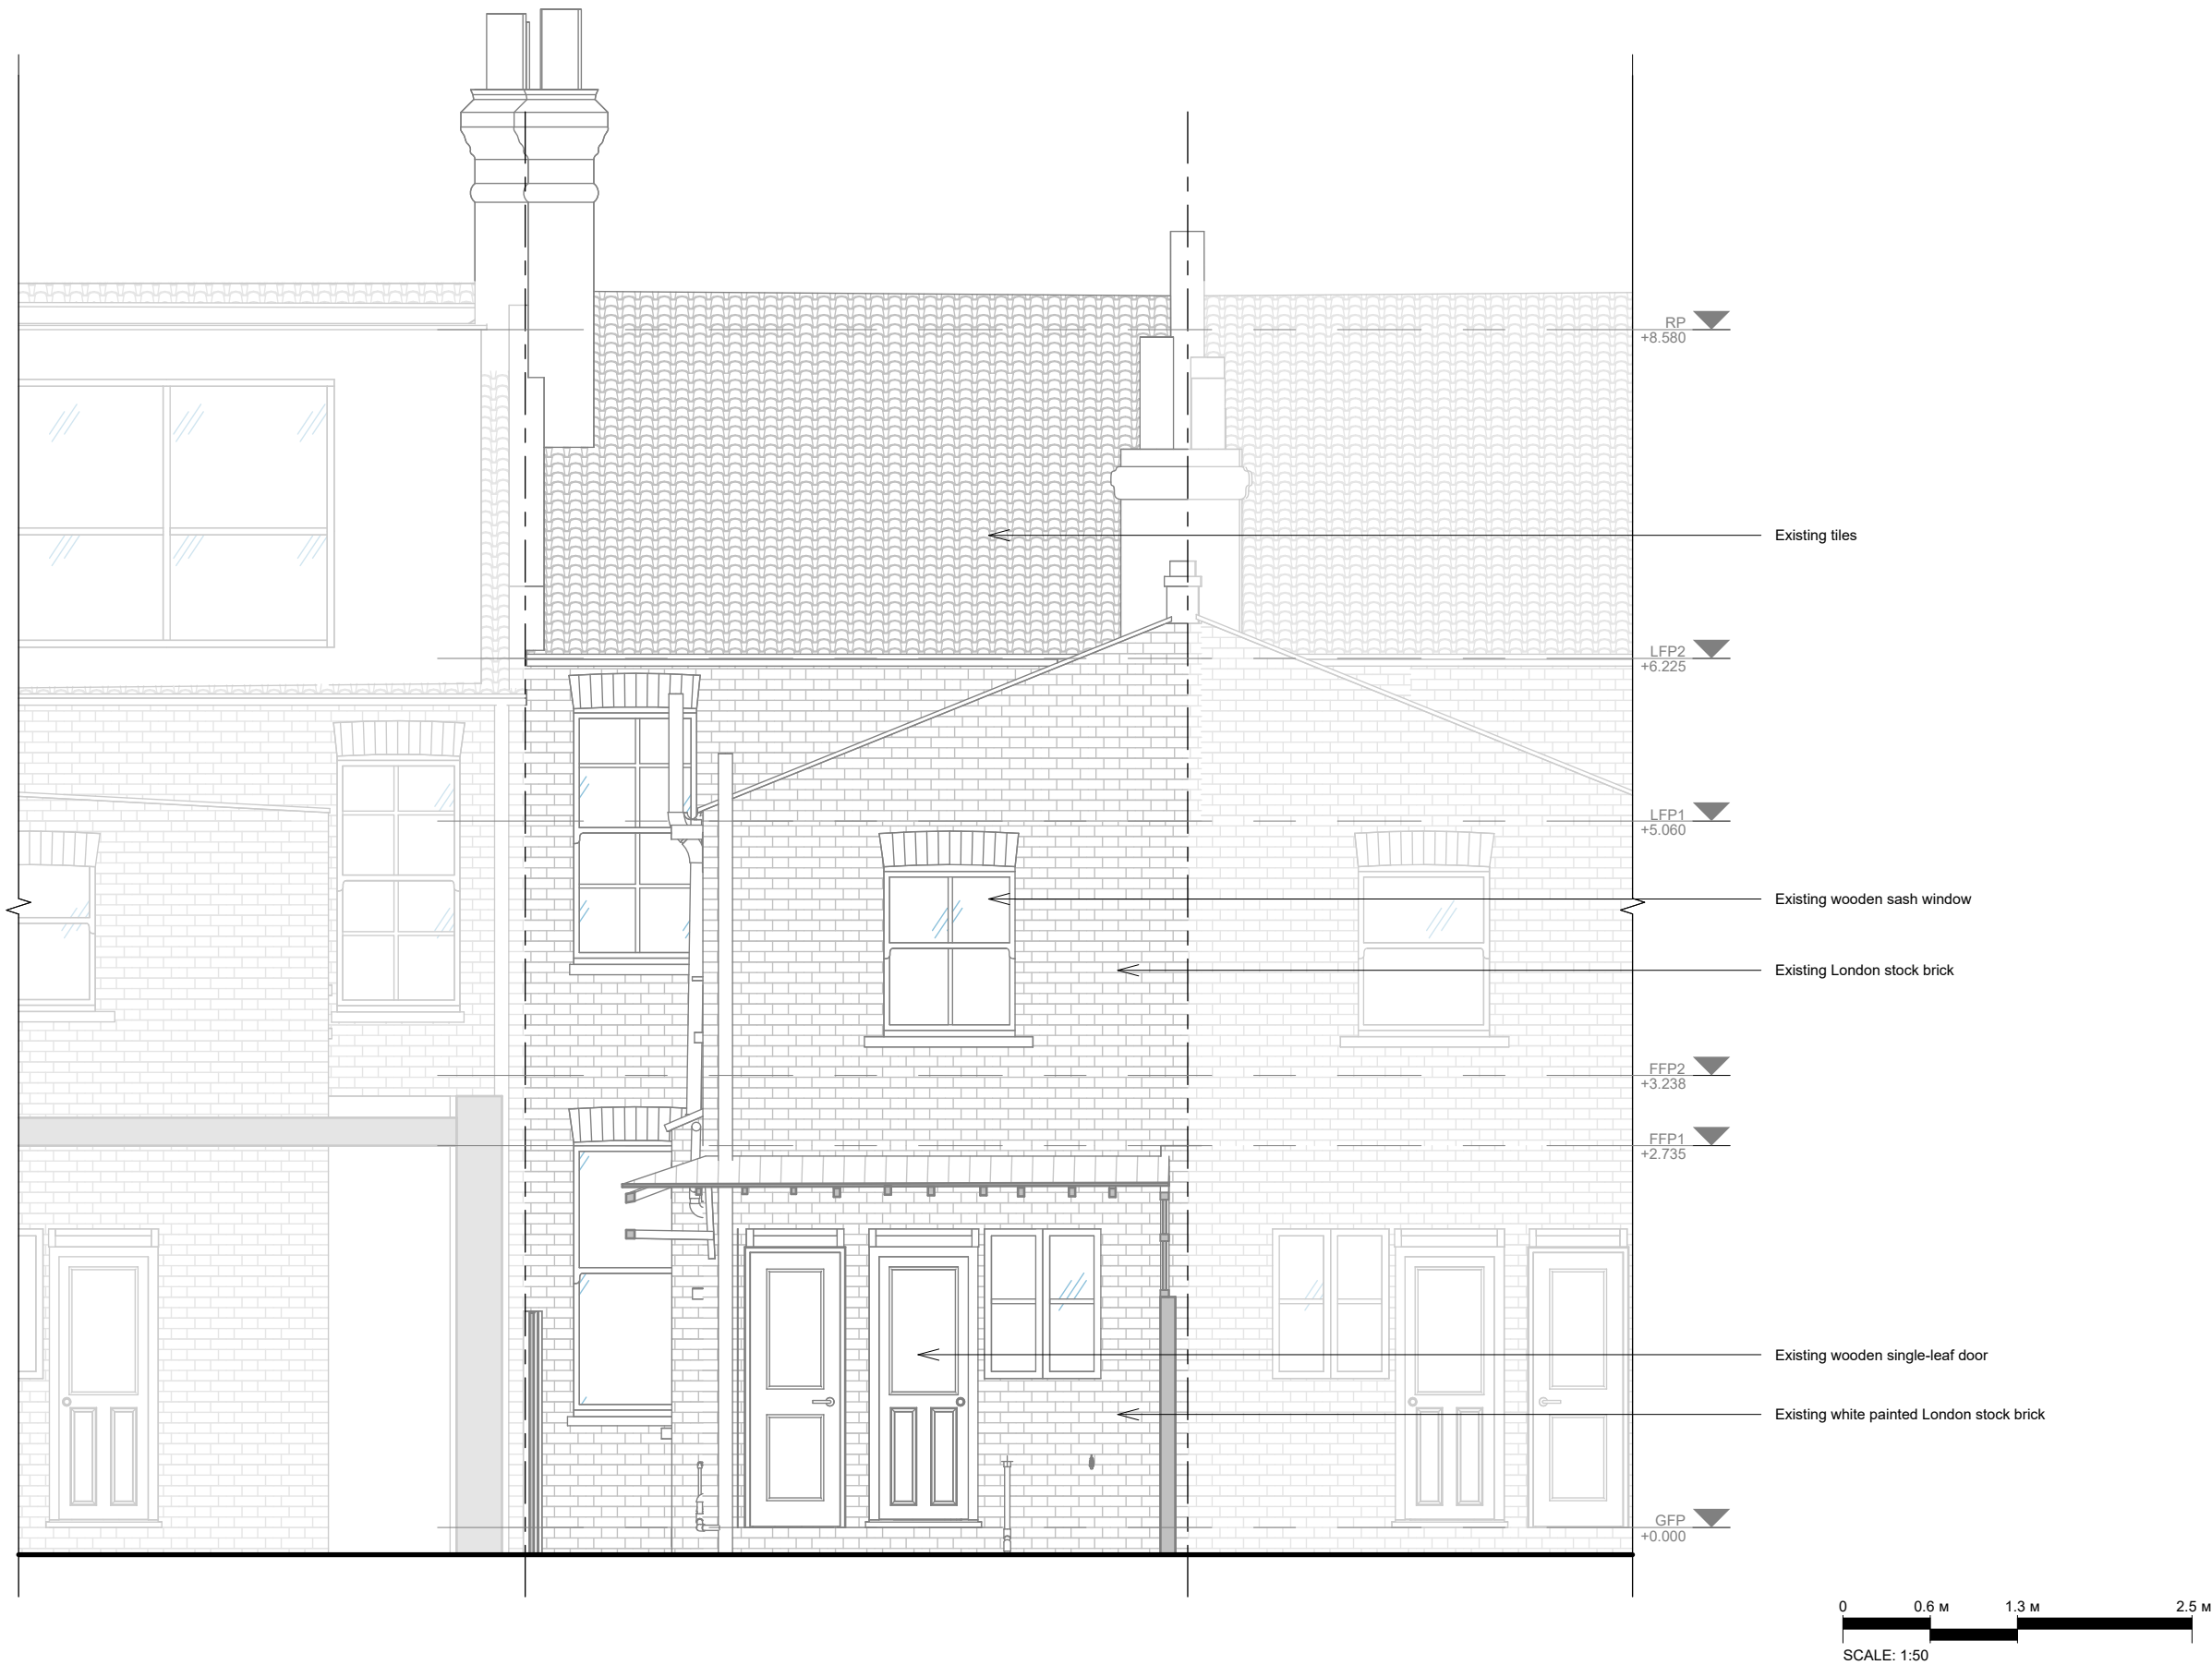 RP
+8.580
Existing tiles
LFP2
+6.225
LFP1
+5.060
Existing wooden sash window
Existing London stock brick
FFP2
+3.238
FFP1
+2.735
Existing wooden single-leaf door
Existing white painted London stock brick
GFP
+0.000
0 0.6 м 1.3 м 2.5 м
SCALE: 1:50